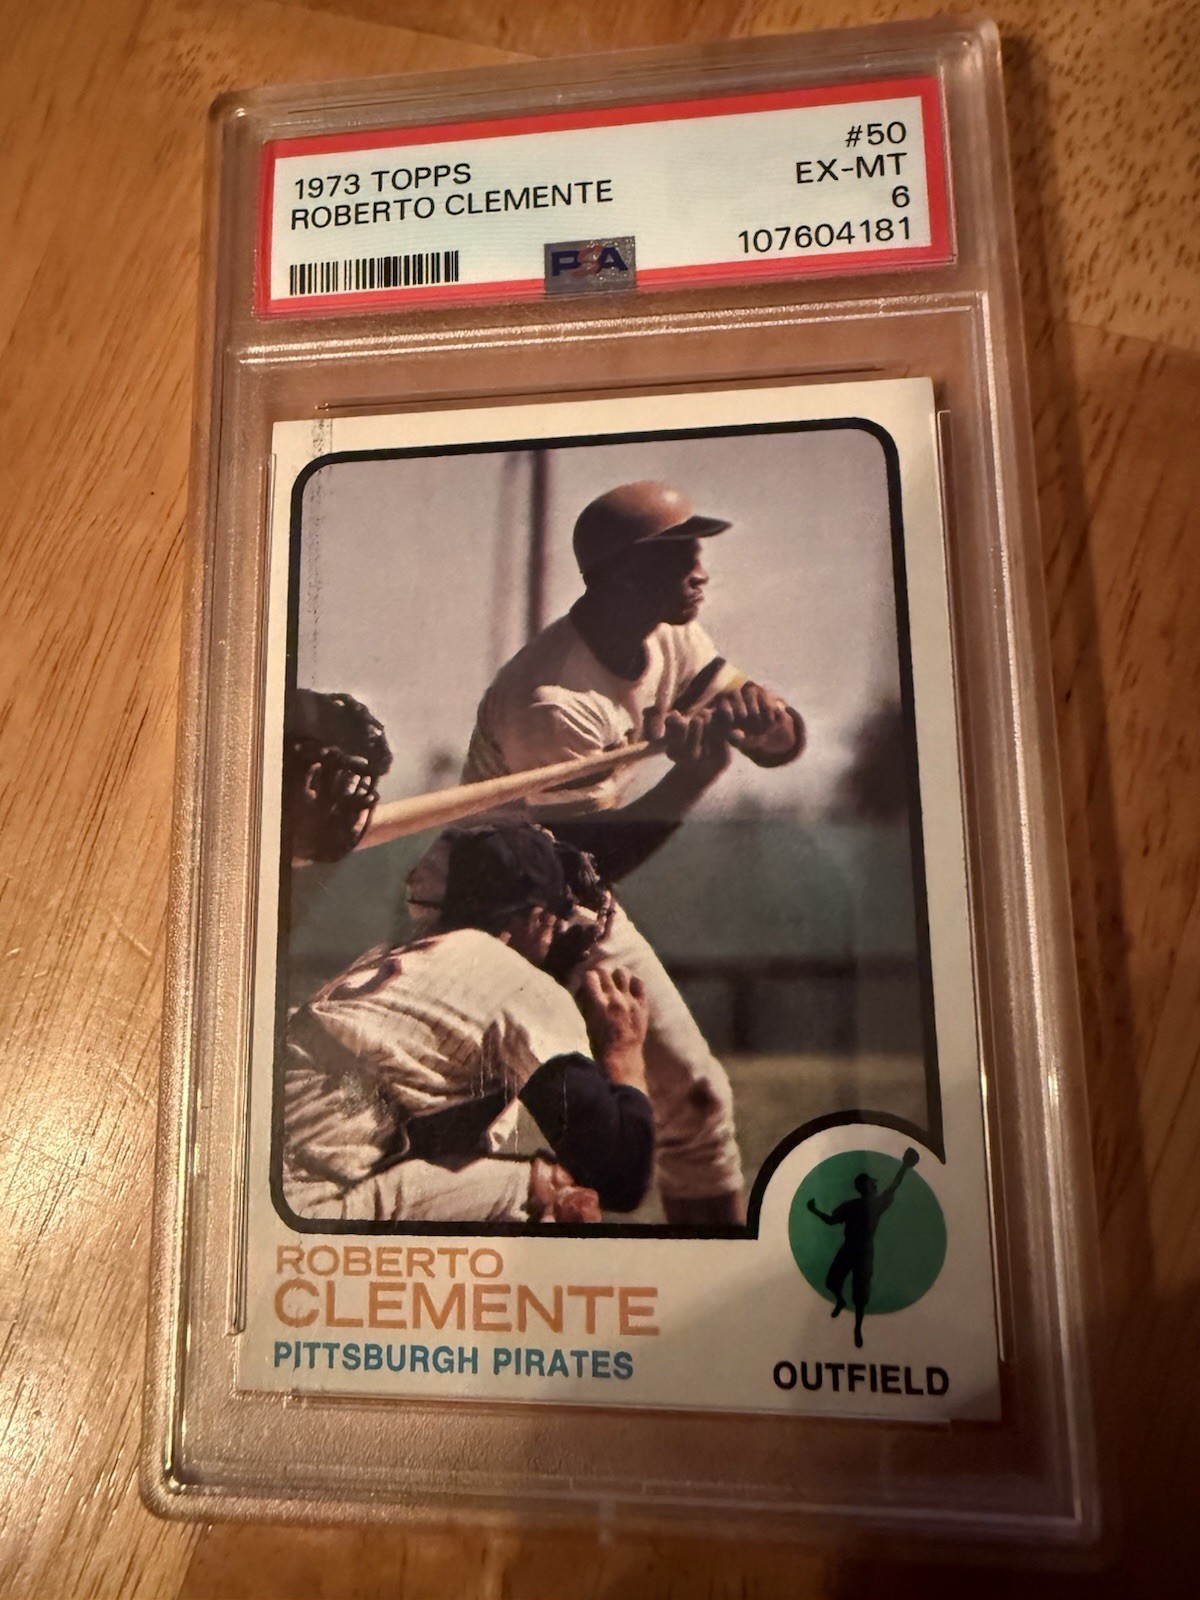 1973 TOPPS
ROBERTO CLEMENTE
#50
EX-MT
6
107604181
PSA
ROBERTO
CLEMENTE
PITTSBURGH PIRATES
OUTFIELD